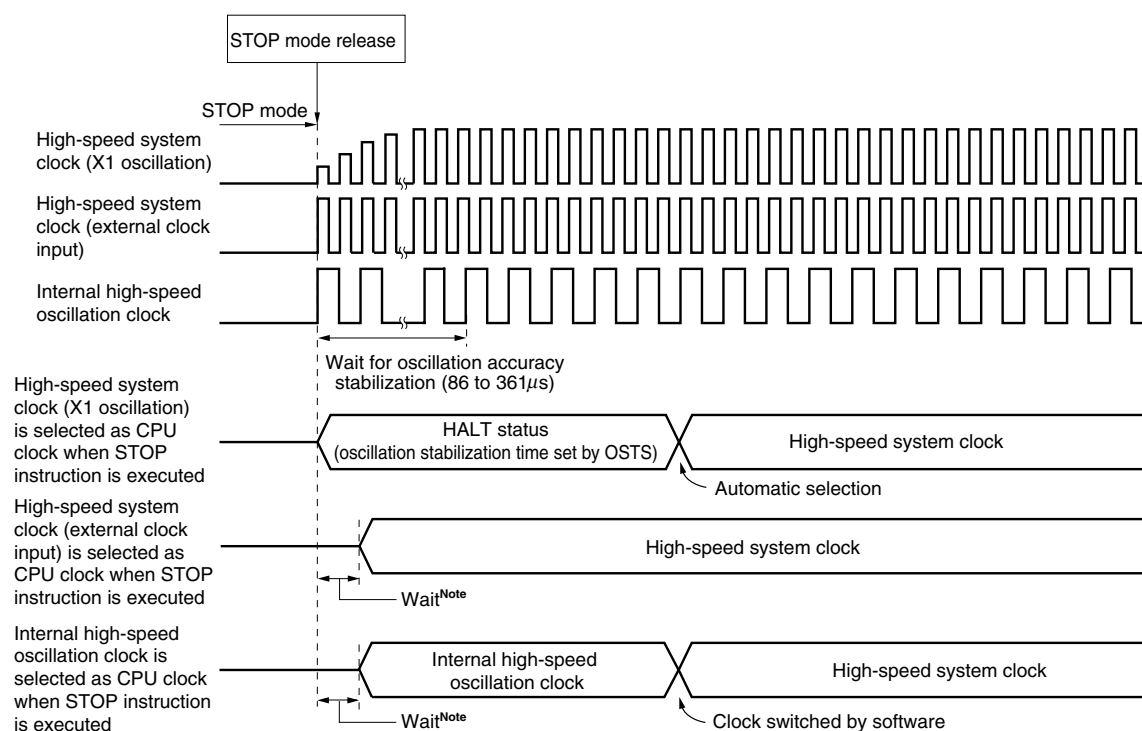 STOP mode release
STOP mode
High-speed system
clock (X1 oscillation)
High-speed system
clock (external clock
input)
Internal high-speed
oscillation clock
Wait for oscillation accuracy
stabilization (86 to 361μs)
High-speed system
clock (X1 oscillation)
is selected as CPU
clock when STOP
instruction is executed
HALT status
(oscillation stabilization time set by OSTS)
High-speed system clock
Automatic selection
High-speed system
clock (external clock
input) is selected as
CPU clock when STOP
instruction is executed
High-speed system clock
WaitNote
Internal high-speed
oscillation clock is
selected as CPU clock
when STOP instruction
is executed
Internal high-speed
oscillation clock
High-speed system clock
WaitNote
Clock switched by software